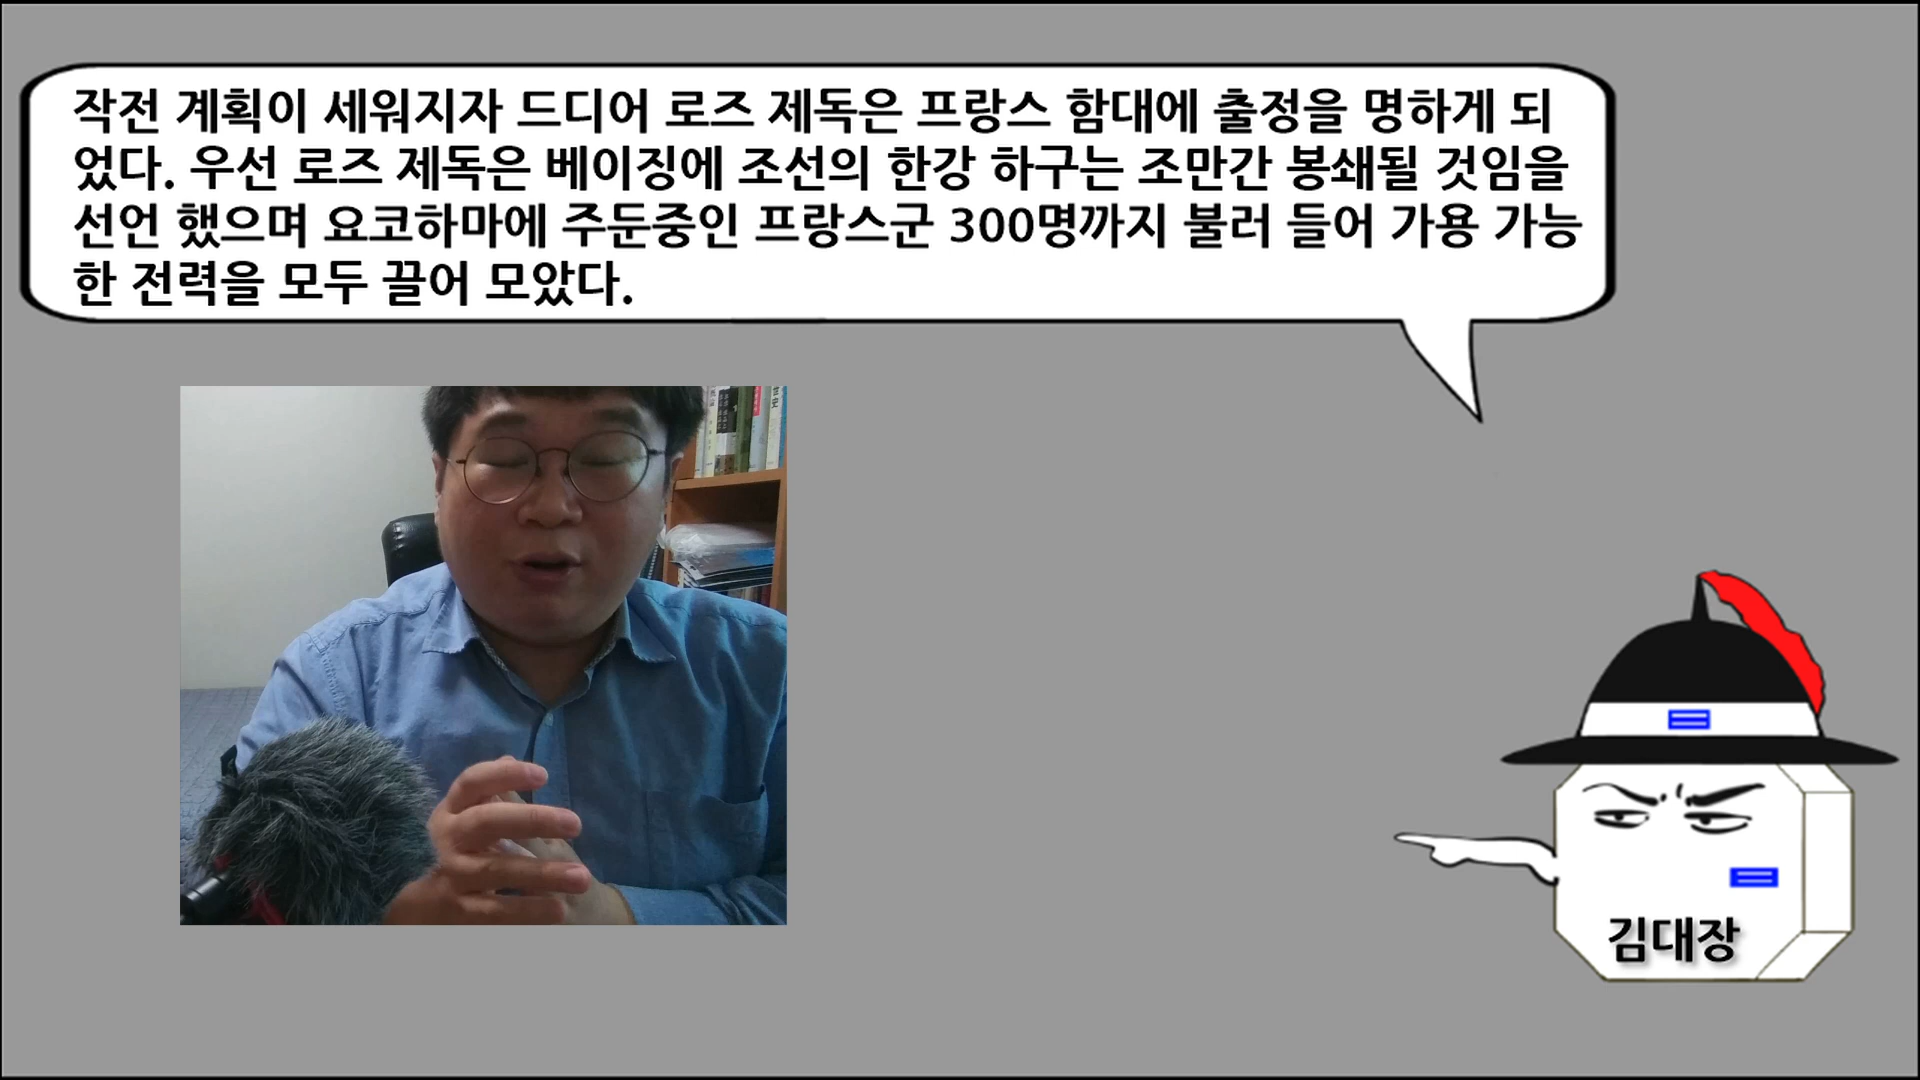 작전 계획이 세워지자 드디어 로즈 제독은 프랑스 함대에 출정을 명하게 되
었다. 우선 로즈 제독은 베이징에 조선의 한강 하구는 조만간 봉쇄될 것임을
선언 했으며 요코하마에 주둔중인 프랑스군 300명까지 불러 들어 가용 가능
한 전력을 모두 끌어 모았다.
김대장